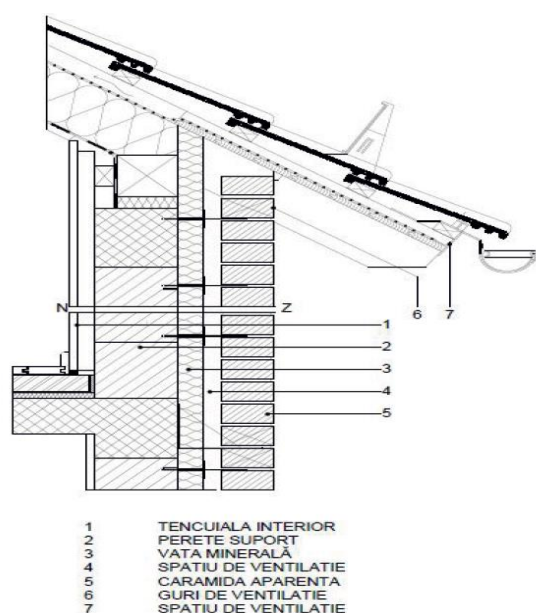 N Z
6 7
1
2
3
4
5
1 TENCUIALA INTERIOR
2 PERETE SUPORT
3 VATA MINERALĂ
4 SPATIU DE VENTILATIE
5 CARAMIDA APARENTA
6 GURI DE VENTILATIE
7 SPATIU DE VENTILATIE